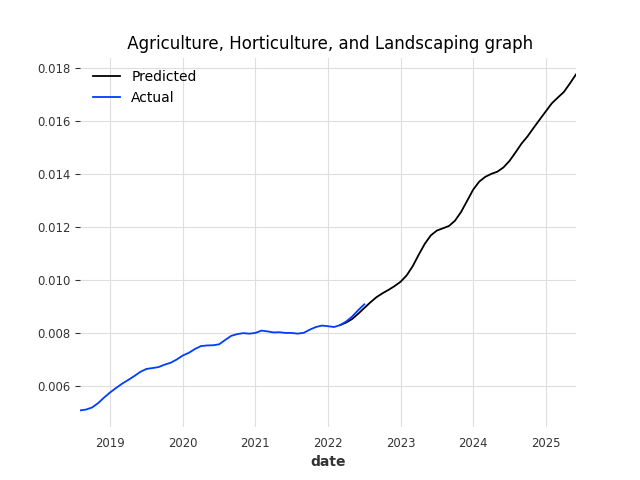 Agriculture, Horticulture, and Landscaping graph
Predicted
Actual
0.018
0.016
0.014
0.012
0.010
0.008
0.006
2019 2020 2021 2022 2023 2024 2025
date